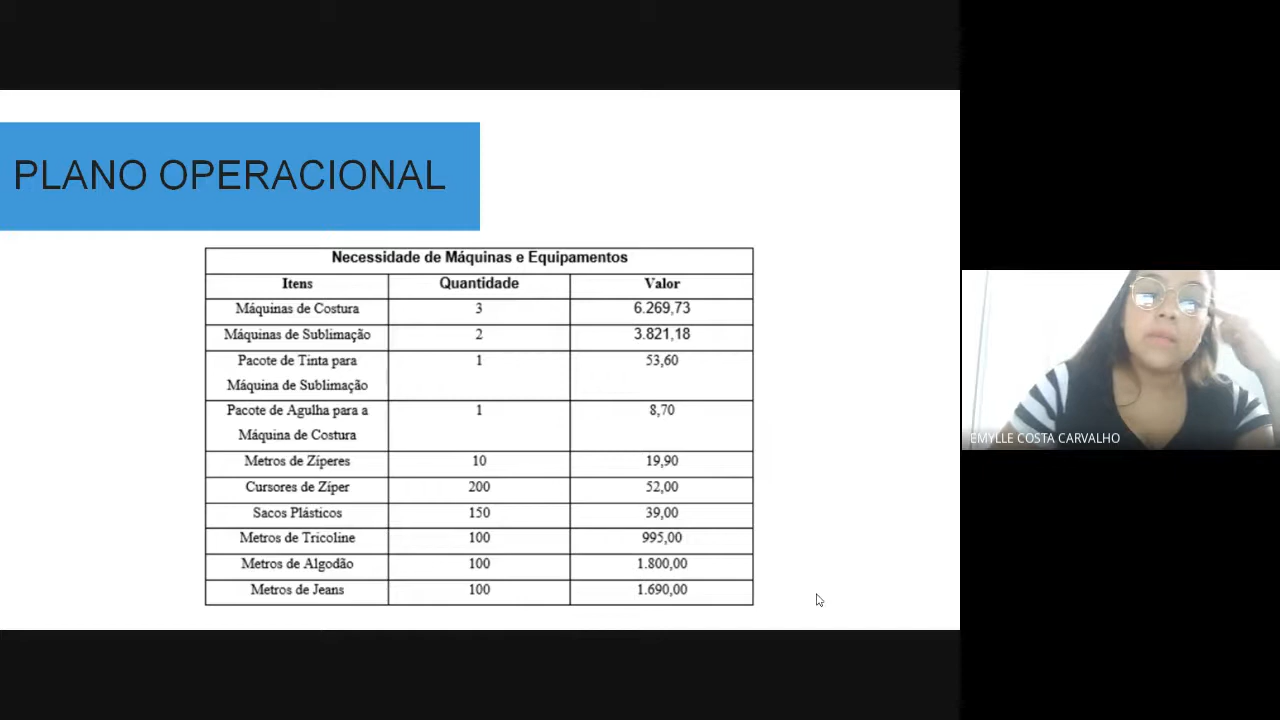 PLANO OPERACIONAL
Necessidade de Máquinas e Equipamentos
Itens Quantidade Valor
Máquinas de Costura 3 6.269,73
Máquinas de Sublimação 2 3.821,18
Pacote de Tinta para 1 53,60
Máquina de Sublimação
Pacote de Agulha para a 1 8,70
Máquina de Costura
Metros de Zíperes 10 19,90
Cursores de Zíper 200 52,00
Sacos Plásticos 150 39,00
Metros de Tricoline 100 995,00
Metros de Algodão 100 1.800,00
Metros de Jeans 100 1.690,00
EMYLLE COSTA CARVALHO